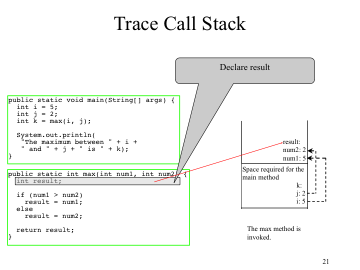 Trace Call Stack
Declare result
public static void main(String[] args) {
int i = 5;
int j = 2;
int k = max(i, j);
System.out.println(
"The maximum between " + i +
" and " + j + " is " + k);
}
public static int max(int num1, int num2) {
int result;
if (num1 > num2)
result = num1;
else
result = num2;
return result;
}
result:
num2: 2
num1: 5
Space required for the
main method
k:
j: 2
i: 5
The max method is
invoked.
21